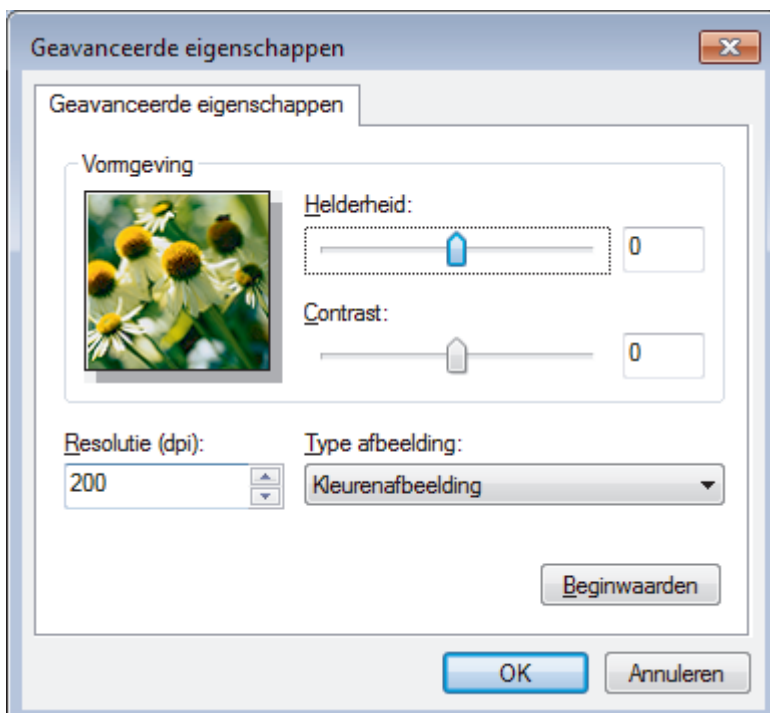 Geavanceerde eigenschappen
Geavanceerde eigenschappen
Vormgeving
Helderheid:
0
Contrast:
0
Resolutie (dpi):
Type afbeelding:
200
Kleurenafbeelding
Beginwaarden
OK
Annuleren